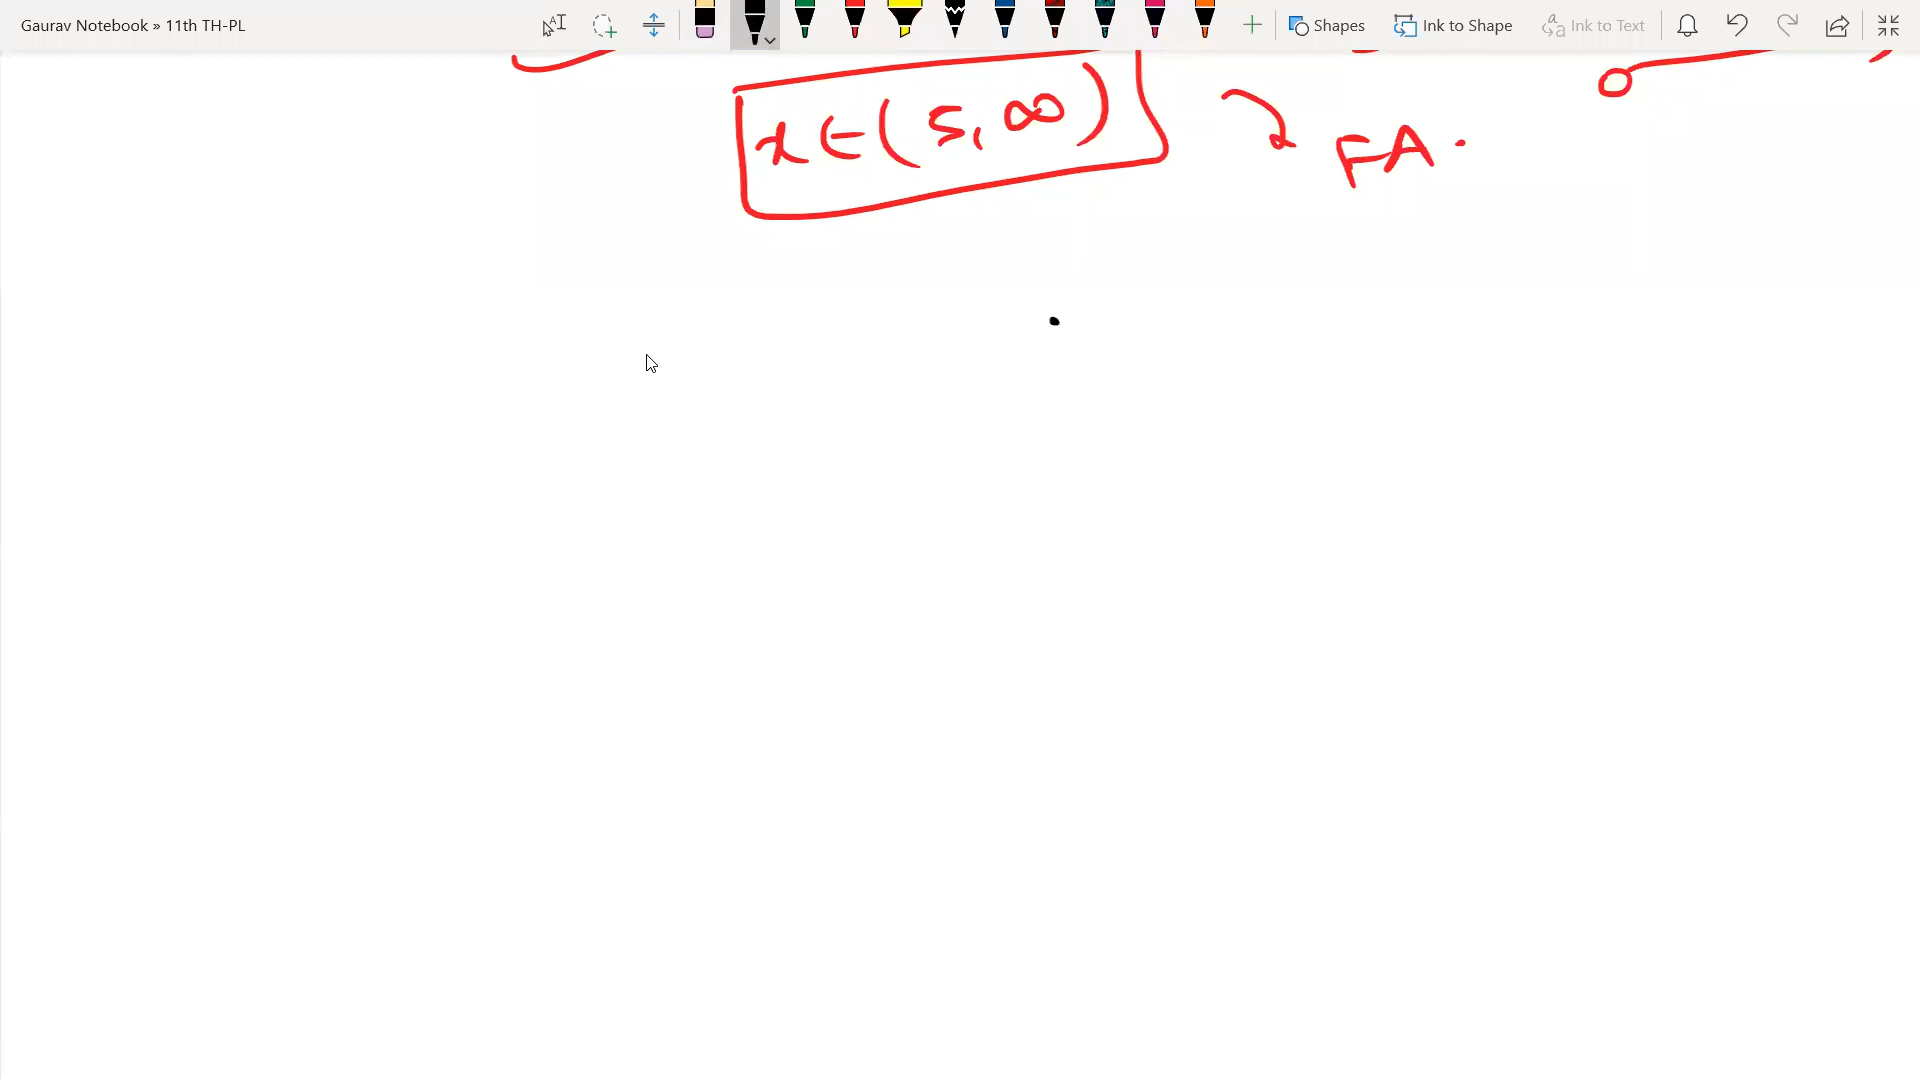 Gaurav Notebook » 11th TH-PL
Shapes
Ink to Shape
Ink to Text
x ∈ (5, ∞)
FA.